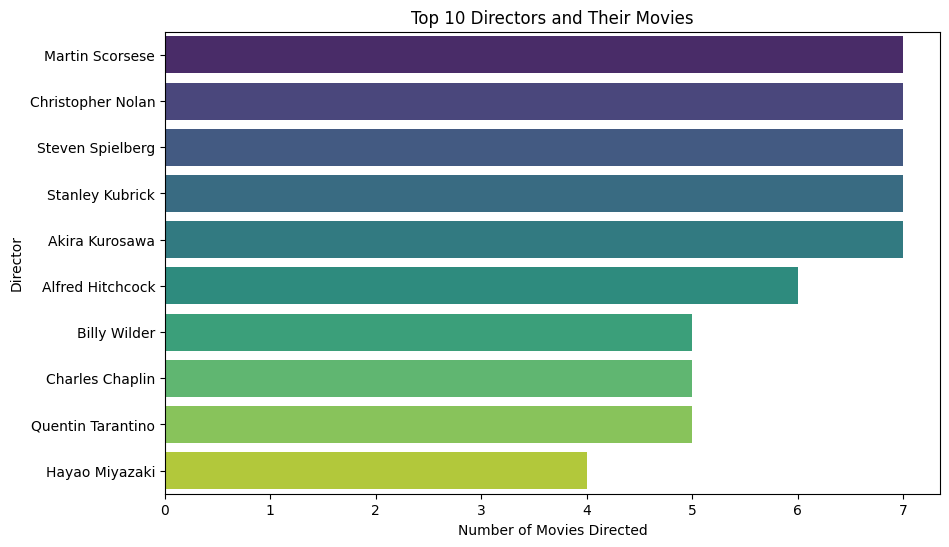 Top 10 Directors and Their Movies
Director
Martin Scorsese
Christopher Nolan
Steven Spielberg
Stanley Kubrick
Akira Kurosawa
Alfred Hitchcock
Billy Wilder
Charles Chaplin
Quentin Tarantino
Hayao Miyazaki
0 1 2 3 4 5 6 7
Number of Movies Directed